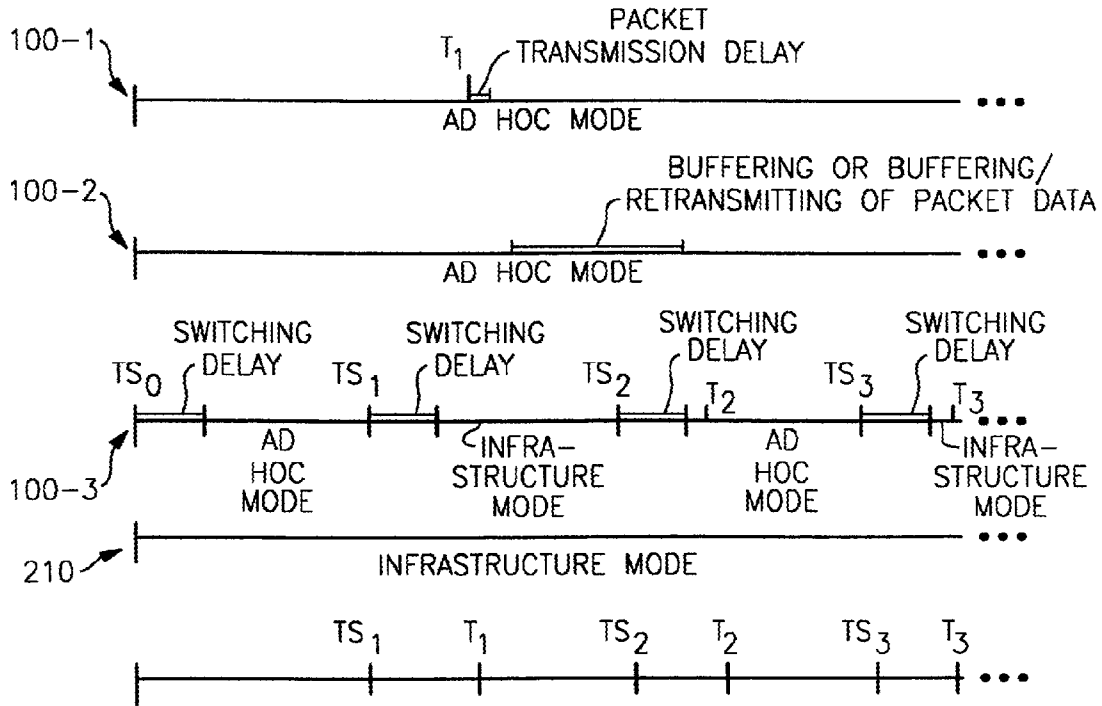 PACKET
TRANSMISSION DELAY
100-1
T1
AD HOC MODE
BUFFERING OR BUFFERING/
RETRANSMITTING OF PACKET DATA
100-2
AD HOC MODE
SWITCHING
DELAY
SWITCHING
DELAY
SWITCHING
DELAY
SWITCHING
DELAY
TS0
TS1
TS2
T2
TS3
T3
100-3
AD
HOC
MODE
INFRA-
STRUCTURE
MODE
AD
HOC
MODE
INFRA-
STRUCTURE
MODE
210
INFRASTRUCTURE MODE
TS1
T1
TS2
T2
TS3
T3